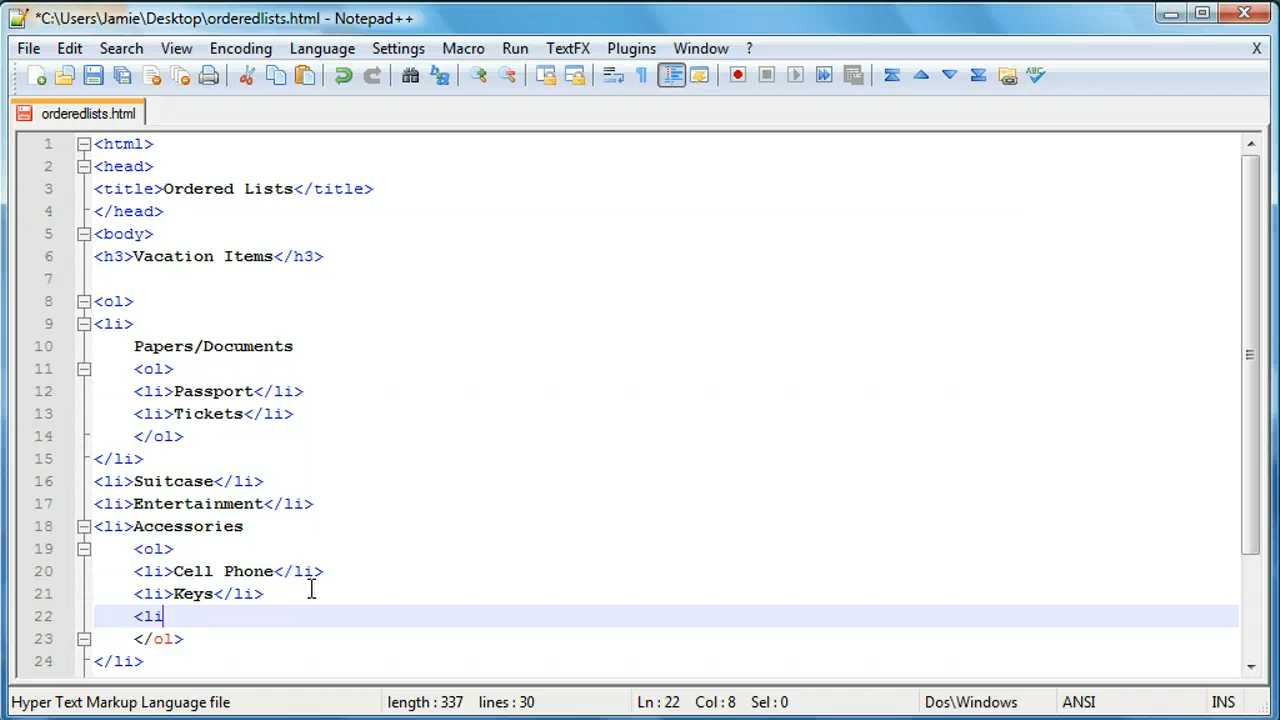 *C:\Users\Jamie\Desktop\orderedlists.html - Notepad++
File Edit Search View Encoding Language Settings Macro Run TextFX Plugins Window ? X
ABC
orderedlists.html
1 <html>
2 <head>
3 <title>Ordered Lists</title>
4 </head>
5 <body>
6 <h3>Vacation Items</h3>
7
8 <ol>
9 <li>
10 Papers/Documents
11 <ol>
12 <li>Passport</li>
13 <li>Tickets</li>
14 </ol>
15 </li>
16 <li>Suitcase</li>
17 <li>Entertainment</li>
18 <li>Accessories
19 <ol>
20 <li>Cell Phone</li>
21 <li>Keys</li>
22 <li
23 </ol>
24 </li>
Hyper Text Markup Language file length : 337 lines : 30 Ln : 22 Col : 8 Sel : 0 Dos\Windows ANSI INS